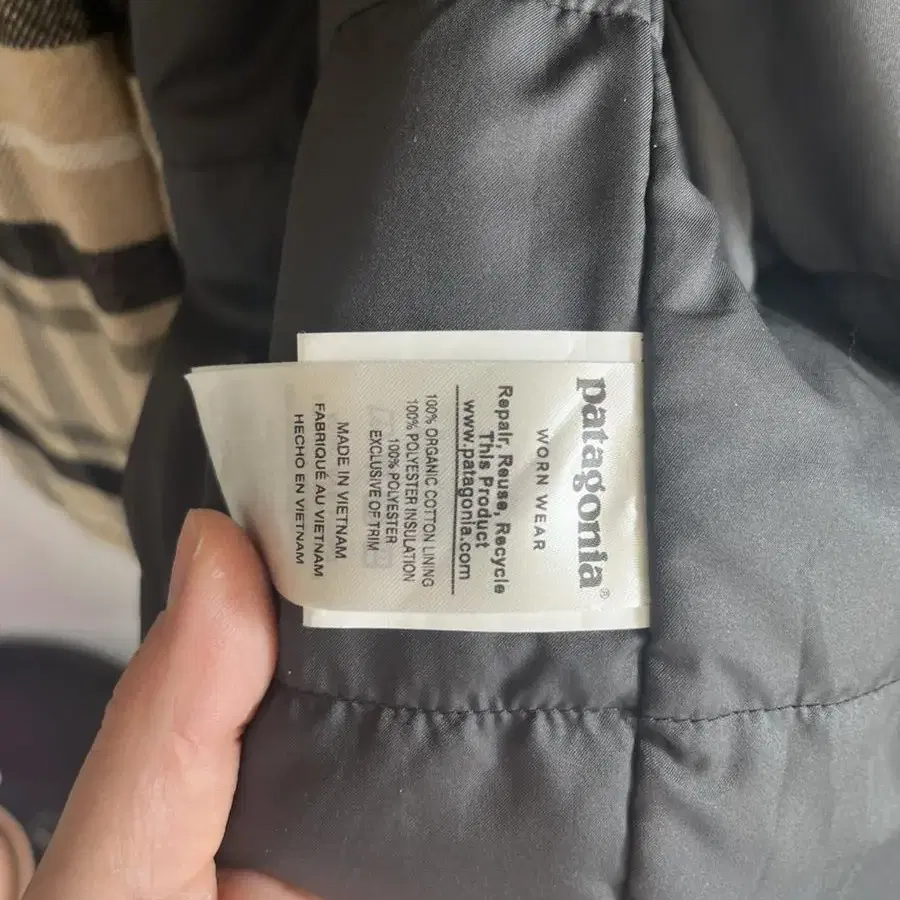 patagonia®
WORN WEAR
Repair, Reuse, Recycle
This Product
www.patagonia.com
100% ORGANIC COTTON LINING
100% POLYESTER INSULATION
100% POLYESTER
EXCLUSIVE OF TRIM
MADE IN VIETNAM
FABRIQUÉ AU VIETNAM
HECHO EN VIETNAM